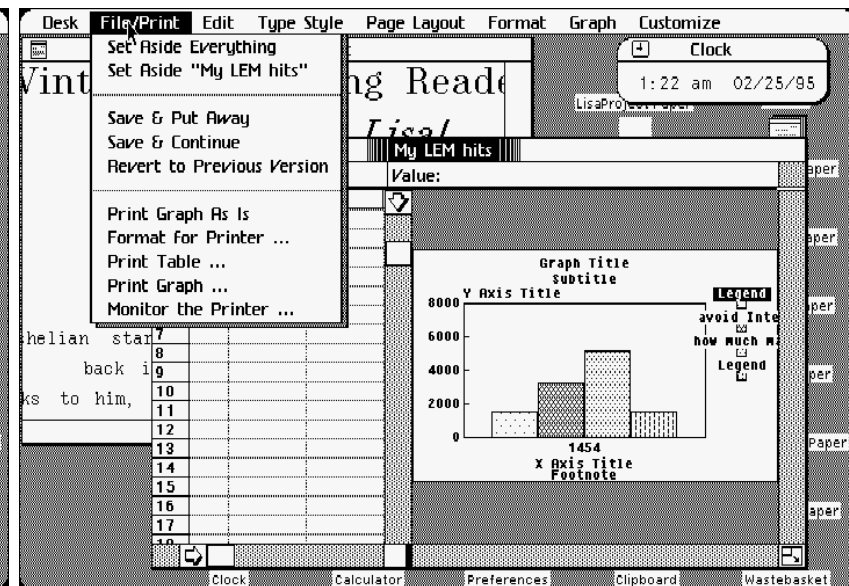 Desk File/Print Edit Type Style Page Layout Format Graph Customize
Set Aside Everything
Set Aside "My LEM hits"
Save & Put Away
Save & Continue
Revert to Previous Version
Print Graph As Is
Format for Printer ...
Print Table ...
Print Graph ...
Monitor the Printer ...
Clock
1:22 am 02/25/95
Vint
ng Reade
Lisa!
LisaProject Paper
My LEM hits
Value:
aper
aper
aper
per
Paper
aper
Graph Title
subtitle
Y Axis Title
Legend
avoid Inte
how much ma
Legend
8000
6000
4000
2000
0
1454
X Axis Title
Footnote
helian star
back i
ks to him,
7
8
9
10
11
12
13
14
15
16
17
18
Clock Calculator Preferences Clipboard Wastebasket